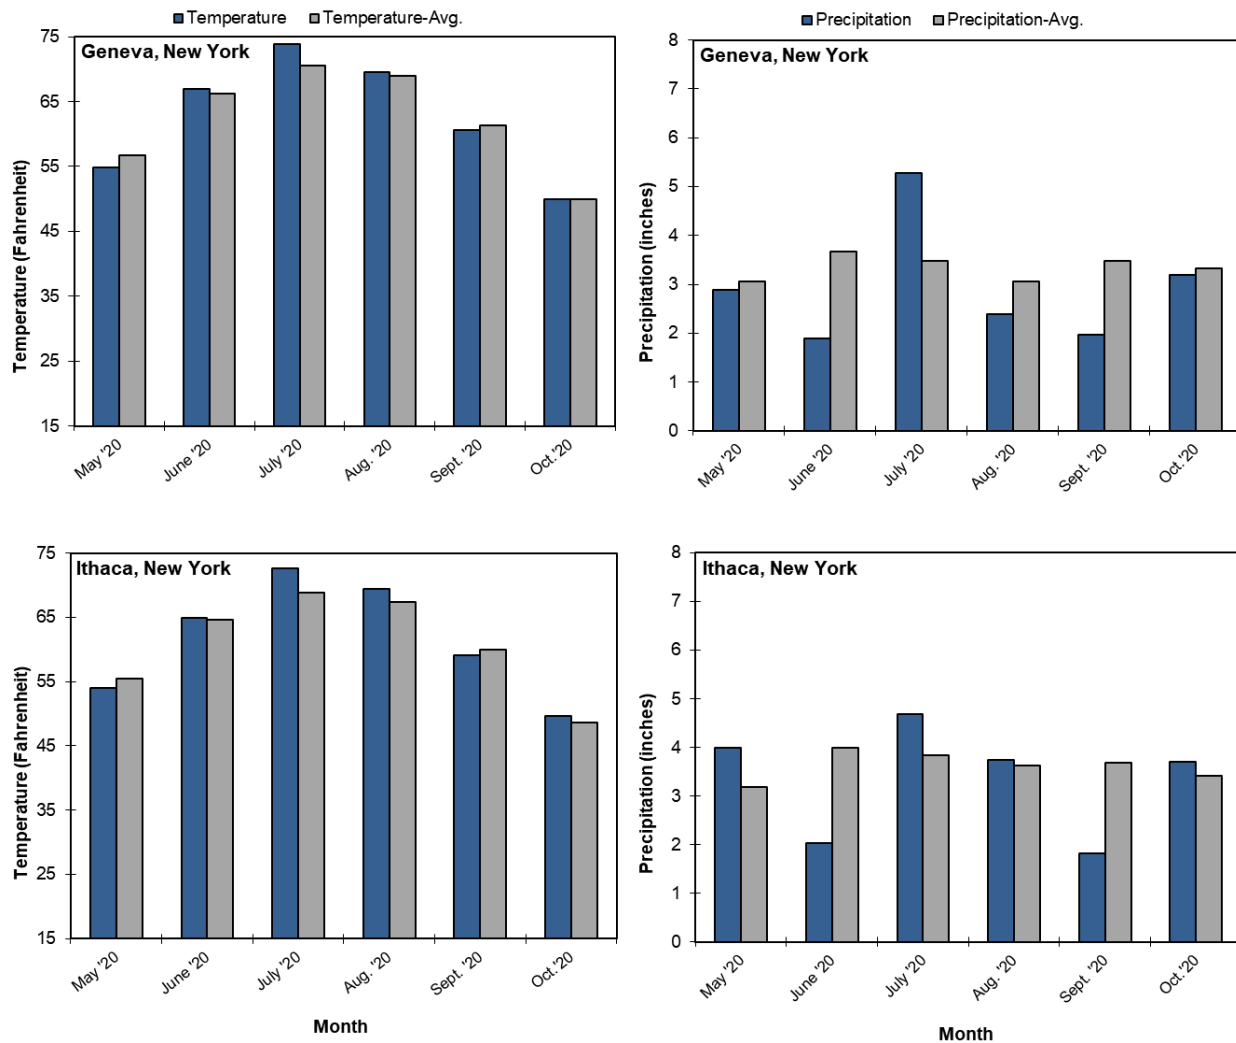 Temperature Temperature-Avg.
Geneva, New York
Temperature (Fahrenheit)
75
65
55
45
35
25
15
May '20 June '20 July '20 Aug. '20 Sept. '20 Oct.'20
Precipitation Precipitation-Avg.
Geneva, New York
Precipitation (inches)
8
7
6
5
4
3
2
1
0
May '20 June '20 July '20 Aug. '20 Sept. '20 Oct.'20
Ithaca, New York
Temperature (Fahrenheit)
75
65
55
45
35
25
15
May '20 June '20 July '20 Aug. '20 Sept. '20 Oct.'20
Month
Ithaca, New York
Precipitation (inches)
8
7
6
5
4
3
2
1
0
May '20 June '20 July '20 Aug. '20 Sept. '20 Oct.'20
Month